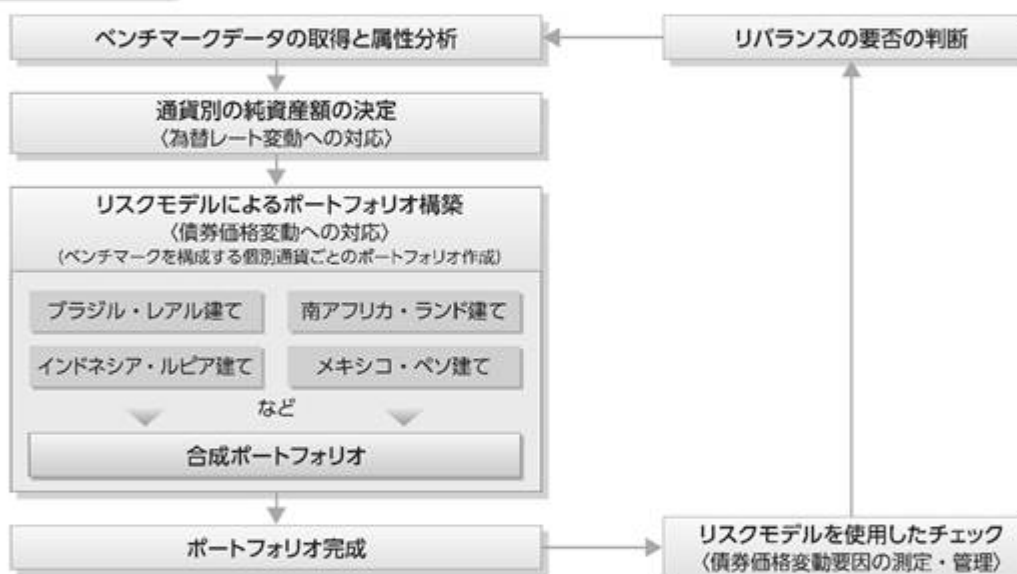 ベンチマークデータの取得と属性分析
リバランスの要否の判断
通貨別の純資産額の決定
〈為替レート変動への対応〉
リスクモデルによるポートフォリオ構築
〈債券価格変動への対応〉
(ベンチマークを構成する個別通貨ごとのポートフォリオ作成)
ブラジル・レアル建て
南アフリカ・ランド建て
インドネシア・ルピア建て
メキシコ・ペソ建て
など
合成ポートフォリオ
ポートフォリオ完成
リスクモデルを使用したチェック
〈債券価格変動要因の測定・管理〉